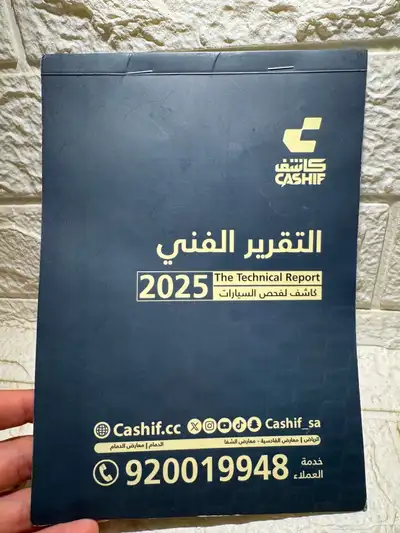 كاشف
CASHIF
التقرير الفني
2025
The Technical Report
كاشف لفحص السيارات
Cashif.cc
Cashif_sa
الرياض | معارض القادسية - معارض الشفا
الدمام | معارض الدمام
920019948
خدمة
العملاء